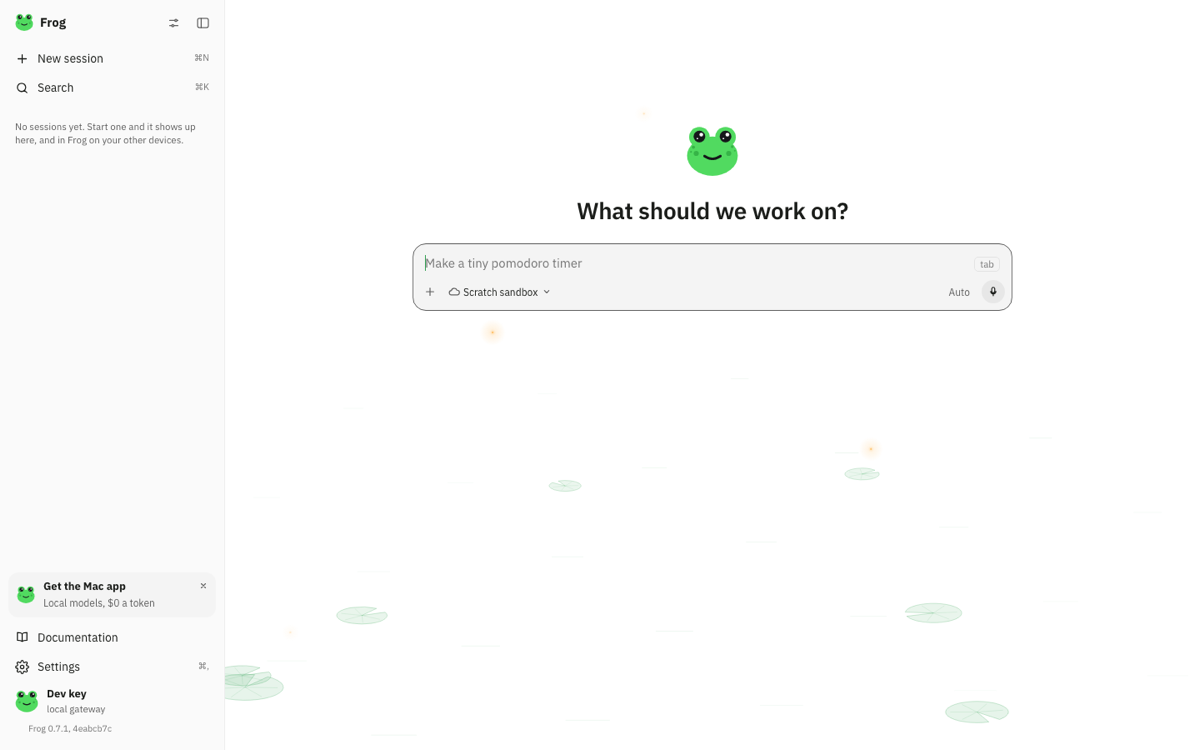 Frog
New session ⌘N
Search ⌘K
No sessions yet. Start one and it shows up
here, and in Frog on your other devices.
What should we work on?
Make a tiny pomodoro timer tab
Scratch sandbox Auto
Get the Mac app
Local models, $0 a token
Documentation
Settings ⌘,
Dev key
local gateway
Frog 0.7.1, 4eabcb7c